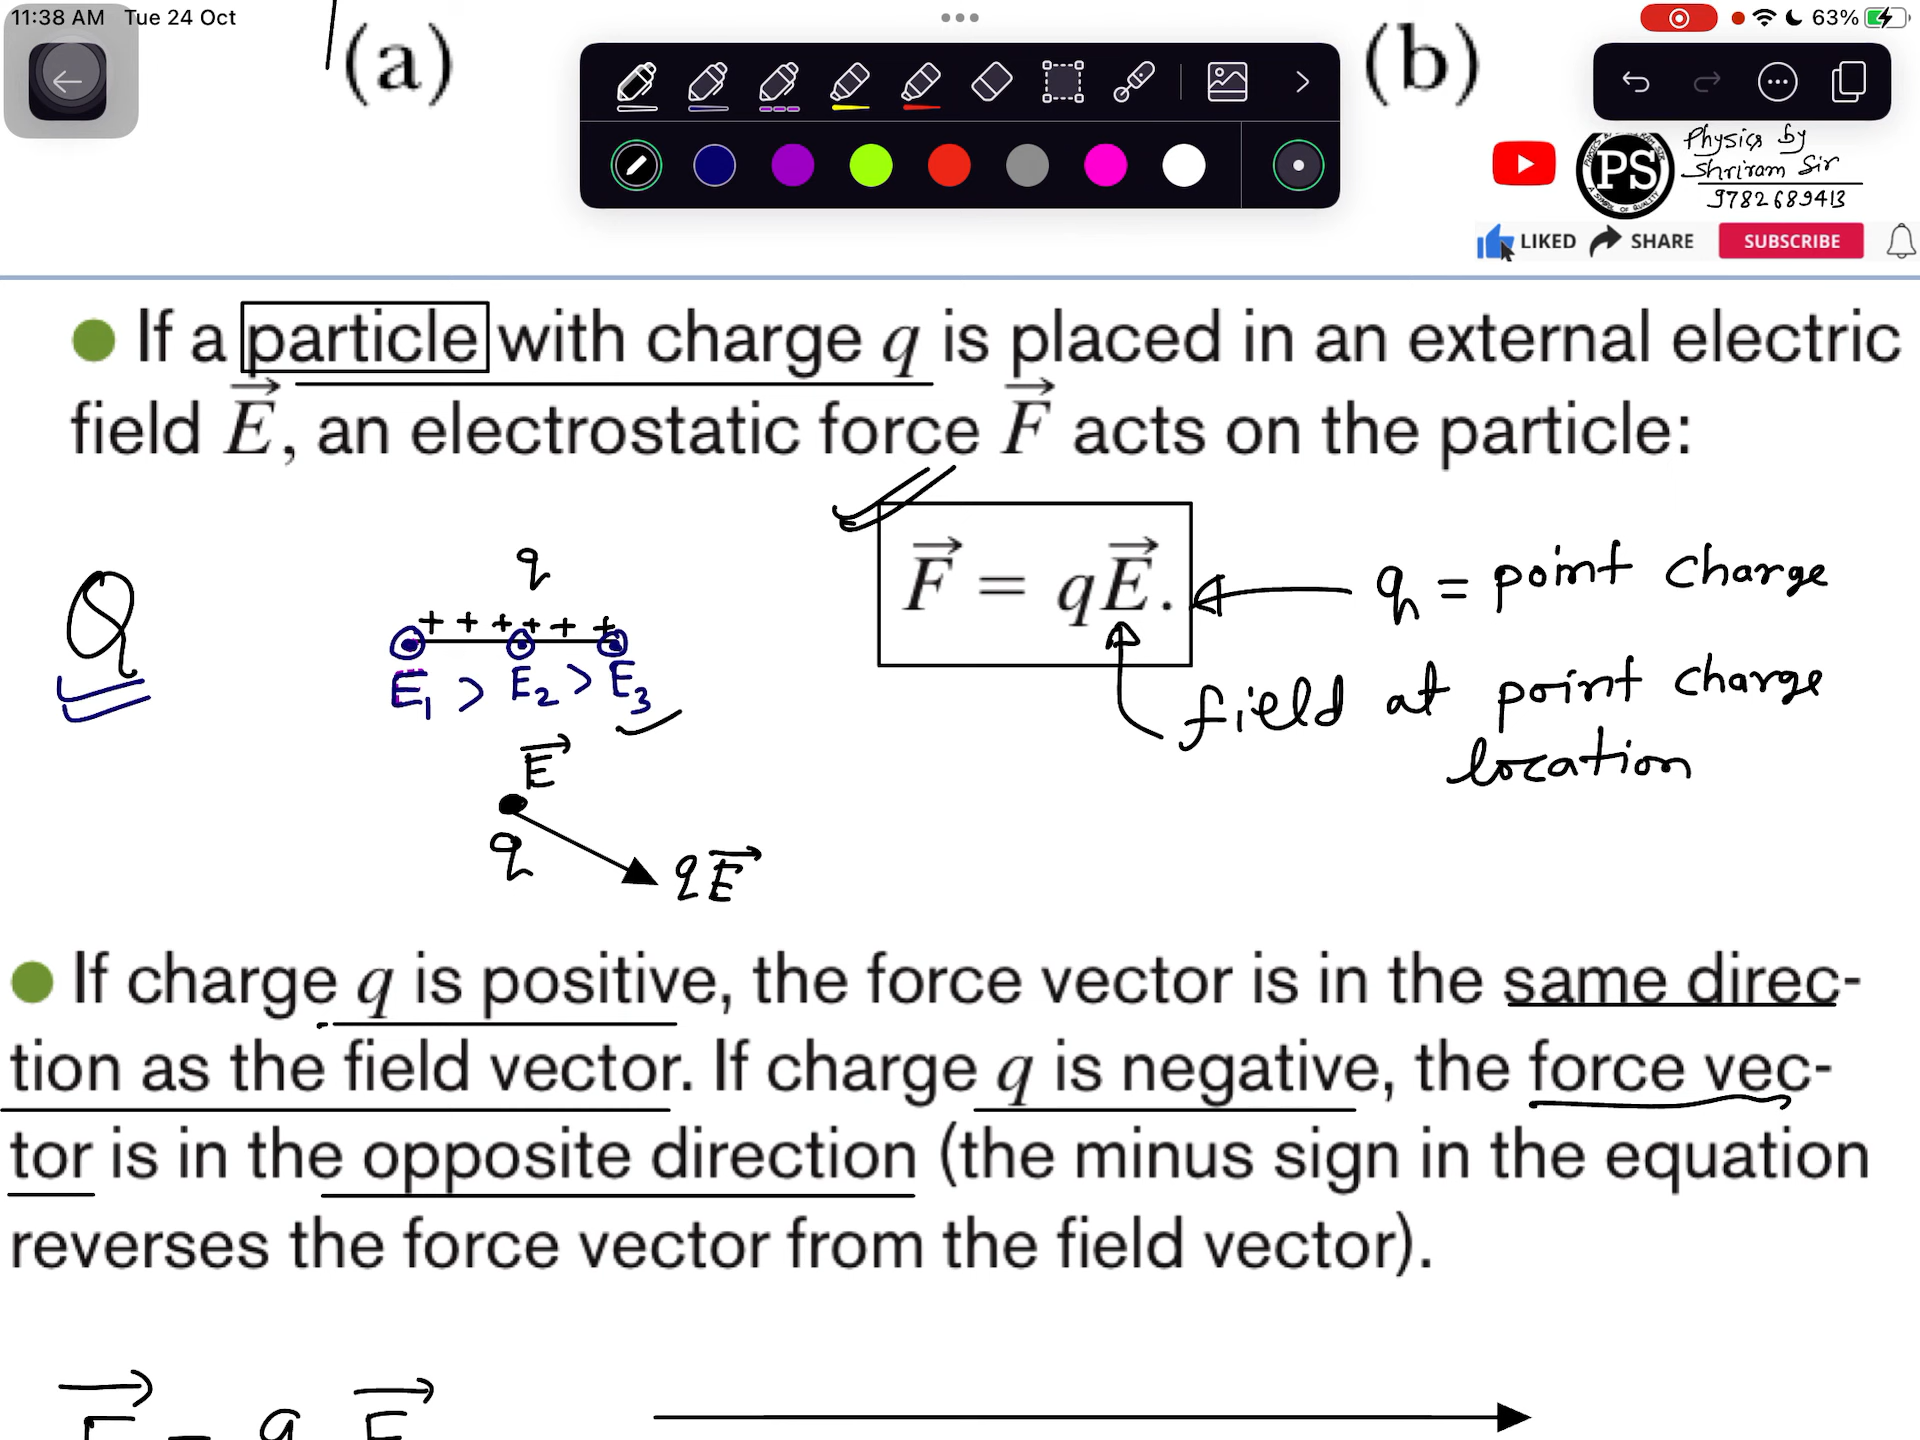 11:38 AM Tue 24 Oct
63%
(a)
(b)
PS
Physics by
Shriram Sir
9782689413
LIKED SHARE SUBSCRIBE
If a particle with charge q is placed in an external electric
field E, an electrostatic force F acts on the particle:
Q
q
+ + + + + +
E1 > E2 > E3
F = qE.
q = point charge
field at point charge
location
E
q
qE
If charge q is positive, the force vector is in the same direc-
tion as the field vector. If charge q is negative, the force vec-
tor is in the opposite direction (the minus sign in the equation
reverses the force vector from the field vector).